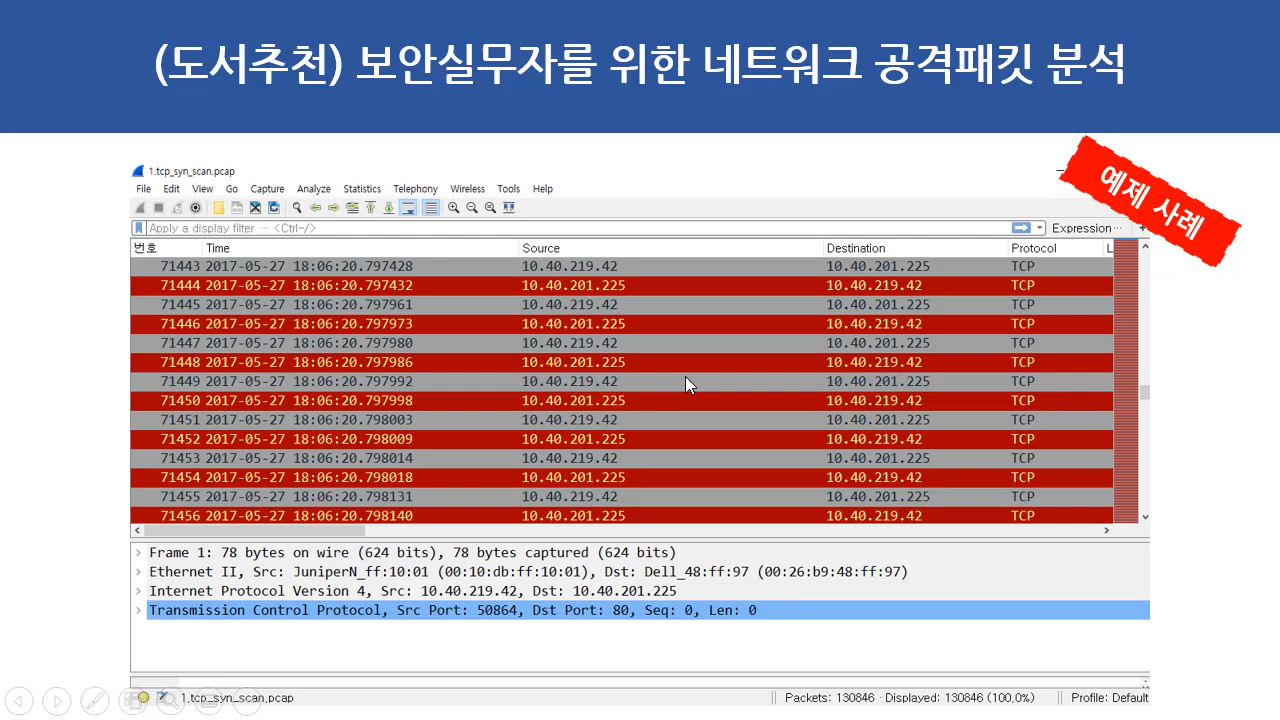 (도서추천) 보안실무자를 위한 네트워크 공격패킷 분석
예제 사례
1.tcp_syn_scan.pcap
File Edit View Go Capture Analyze Statistics Telephony Wireless Tools Help
Apply a display filter ··· <Ctrl-/> Expression··· +
번호 Time Source Destination Protocol L
71443 2017-05-27 18:06:20.797428 10.40.219.42 10.40.201.225 TCP
71444 2017-05-27 18:06:20.797432 10.40.201.225 10.40.219.42 TCP
71445 2017-05-27 18:06:20.797961 10.40.219.42 10.40.201.225 TCP
71446 2017-05-27 18:06:20.797973 10.40.201.225 10.40.219.42 TCP
71447 2017-05-27 18:06:20.797980 10.40.219.42 10.40.201.225 TCP
71448 2017-05-27 18:06:20.797986 10.40.201.225 10.40.219.42 TCP
71449 2017-05-27 18:06:20.797992 10.40.219.42 10.40.201.225 TCP
71450 2017-05-27 18:06:20.797998 10.40.201.225 10.40.219.42 TCP
71451 2017-05-27 18:06:20.798003 10.40.219.42 10.40.201.225 TCP
71452 2017-05-27 18:06:20.798009 10.40.201.225 10.40.219.42 TCP
71453 2017-05-27 18:06:20.798014 10.40.219.42 10.40.201.225 TCP
71454 2017-05-27 18:06:20.798018 10.40.201.225 10.40.219.42 TCP
71455 2017-05-27 18:06:20.798131 10.40.219.42 10.40.201.225 TCP
71456 2017-05-27 18:06:20.798140 10.40.201.225 10.40.219.42 TCP
Frame 1: 78 bytes on wire (624 bits), 78 bytes captured (624 bits)
Ethernet II, Src: JuniperN_ff:10:01 (00:10:db:ff:10:01), Dst: Dell_48:ff:97 (00:26:b9:48:ff:97)
Internet Protocol Version 4, Src: 10.40.219.42, Dst: 10.40.201.225
Transmission Control Protocol, Src Port: 50864, Dst Port: 80, Seq: 0, Len: 0
1.tcp_syn_scan.pcap Packets: 130846 · Displayed: 130846 (100.0%) Profile: Default